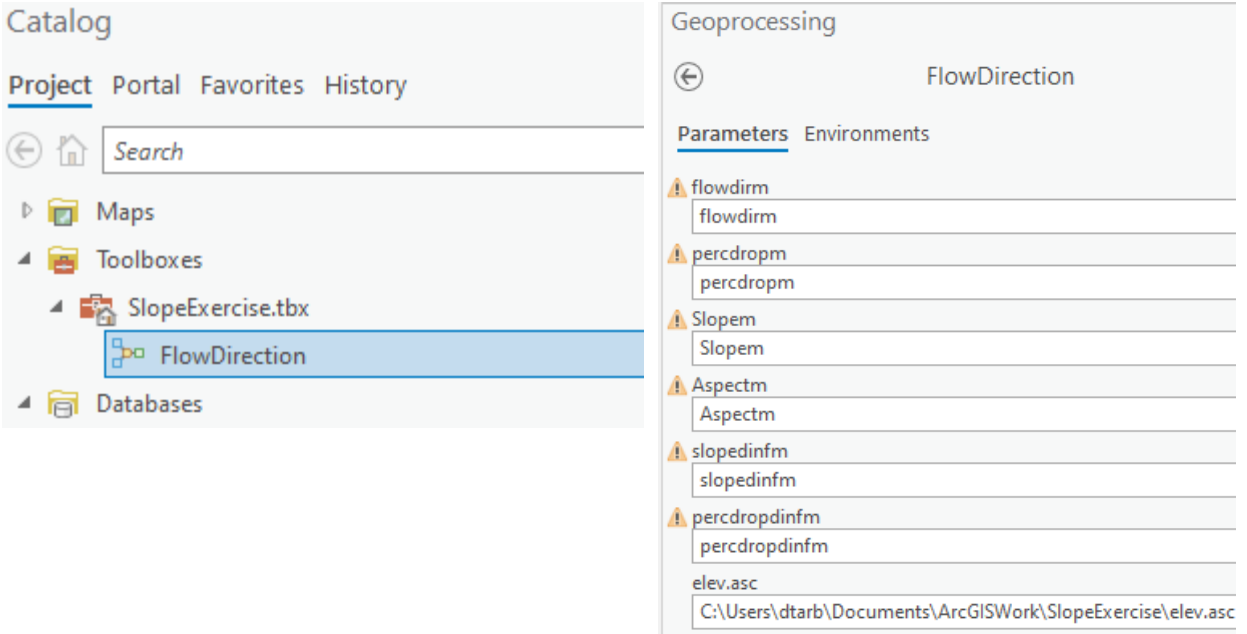 Catalog
Project Portal Favorites History
Search
Maps
Toolboxes
SlopeExercise.tbx
FlowDirection
Databases
Geoprocessing
FlowDirection
Parameters Environments
flowdirm
flowdirm
percdropm
percdropm
Slopem
Slopem
Aspectm
Aspectm
slopedinfm
slopedinfm
percdropdinfm
percdropdinfm
elev.asc
C:\Users\dtarb\Documents\ArcGISWork\SlopeExercise\elev.asc